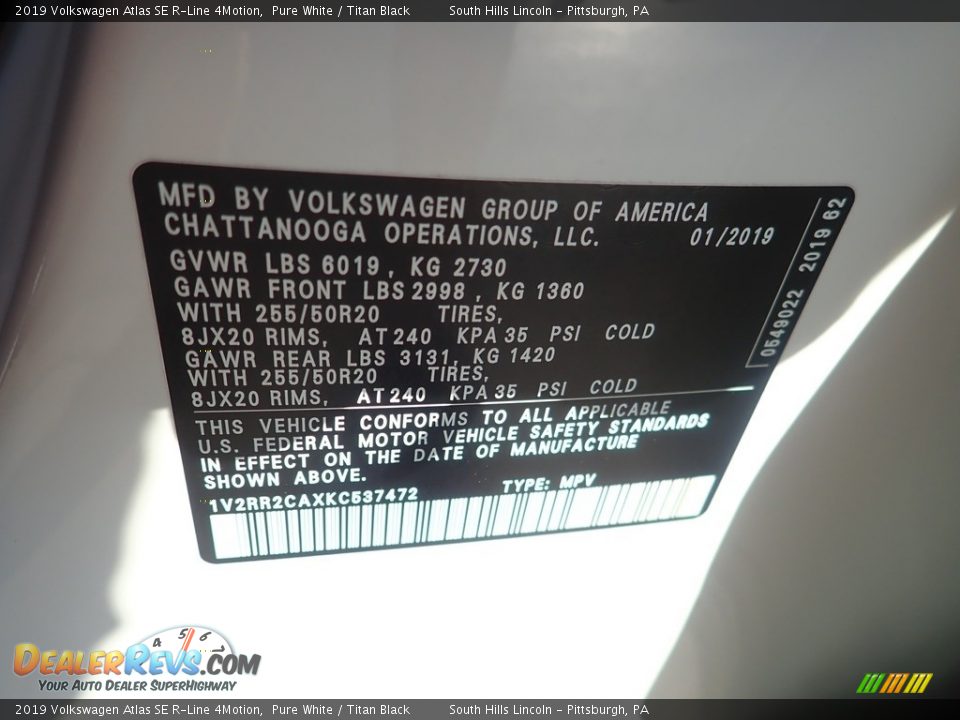 2019 Volkswagen Atlas SE R-Line 4Motion, Pure White / Titan Black South Hills Lincoln - Pittsburgh, PA
MFD BY VOLKSWAGEN GROUP OF AMERICA
CHATTANOOGA OPERATIONS, LLC. 01/2019
GVWR LBS 6019, KG 2730
GAWR FRONT LBS 2998, KG 1360
WITH 255/50R20 TIRES,
8JX20 RIMS, AT 240 KPA 35 PSI COLD
GAWR REAR LBS 3131, KG 1420
WITH 255/50R20 TIRES,
8JX20 RIMS, AT 240 KPA 35 PSI COLD
THIS VEHICLE CONFORMS TO ALL APPLICABLE
U.S. FEDERAL MOTOR VEHICLE SAFETY STANDARDS
IN EFFECT ON THE DATE OF MANUFACTURE
SHOWN ABOVE.
1V2RR2CAXKC537472 TYPE: MPV
0549022 2019 62
4 5 6
DealerRevs.com
Your Auto Dealer SuperHighway
2019 Volkswagen Atlas SE R-Line 4Motion, Pure White / Titan Black South Hills Lincoln - Pittsburgh, PA